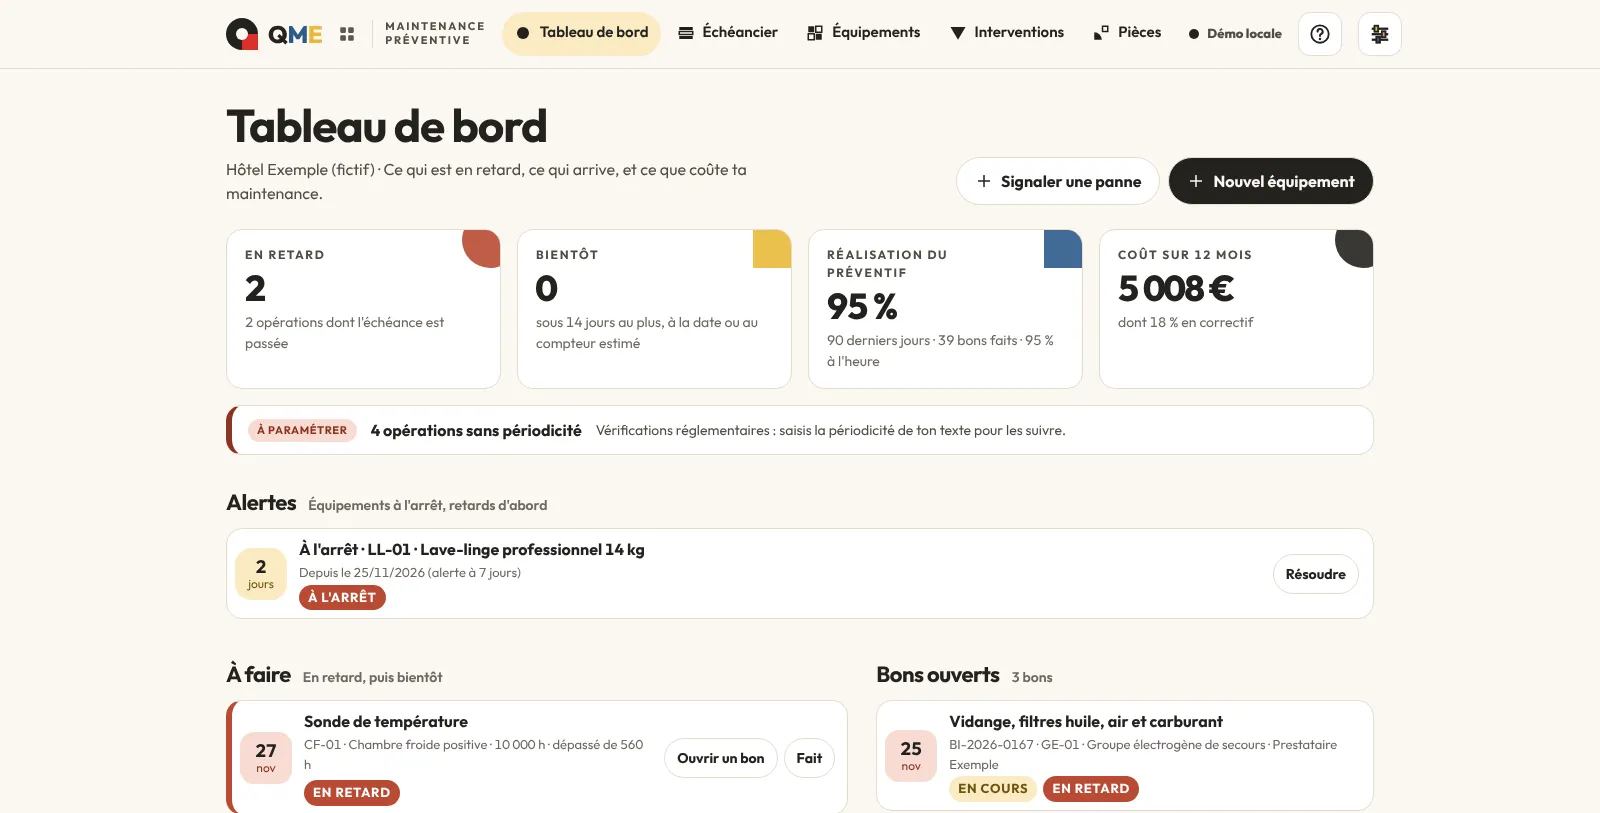 QME
MAINTENANCE
PRÉVENTIVE
Tableau de bord
Échéancier
Équipements
Interventions
Pièces
Démo locale
Tableau de bord
Hôtel Exemple (fictif) · Ce qui est en retard, ce qui arrive, et ce que coûte ta
maintenance.
+ Signaler une panne
+ Nouvel équipement
EN RETARD
2
2 opérations dont l'échéance est
passée
BIENTÔT
0
sous 14 jours au plus, à la date ou au
compteur estimé
RÉALISATION DU
PRÉVENTIF
95 %
90 derniers jours · 39 bons faits · 95 %
à l'heure
COÛT SUR 12 MOIS
5 008 €
dont 18 % en correctif
À PARAMÉTRER
4 opérations sans périodicité
Vérifications réglementaires : saisis la périodicité de ton texte pour les suivre.
Alertes
Équipements à l'arrêt, retards d'abord
2
jours
À l'arrêt · LL-01 · Lave-linge professionnel 14 kg
Depuis le 25/11/2026 (alerte à 7 jours)
À L'ARRÊT
Résoudre
À faire
En retard, puis bientôt
27
nov
Sonde de température
CF-01 · Chambre froide positive · 10 000 h · dépassé de 560
h
EN RETARD
Ouvrir un bon
Fait
Bons ouverts
3 bons
25
nov
Vidange, filtres huile, air et carburant
BI-2026-0167 · GE-01 · Groupe électrogène de secours · Prestataire
Exemple
EN COURS
EN RETARD